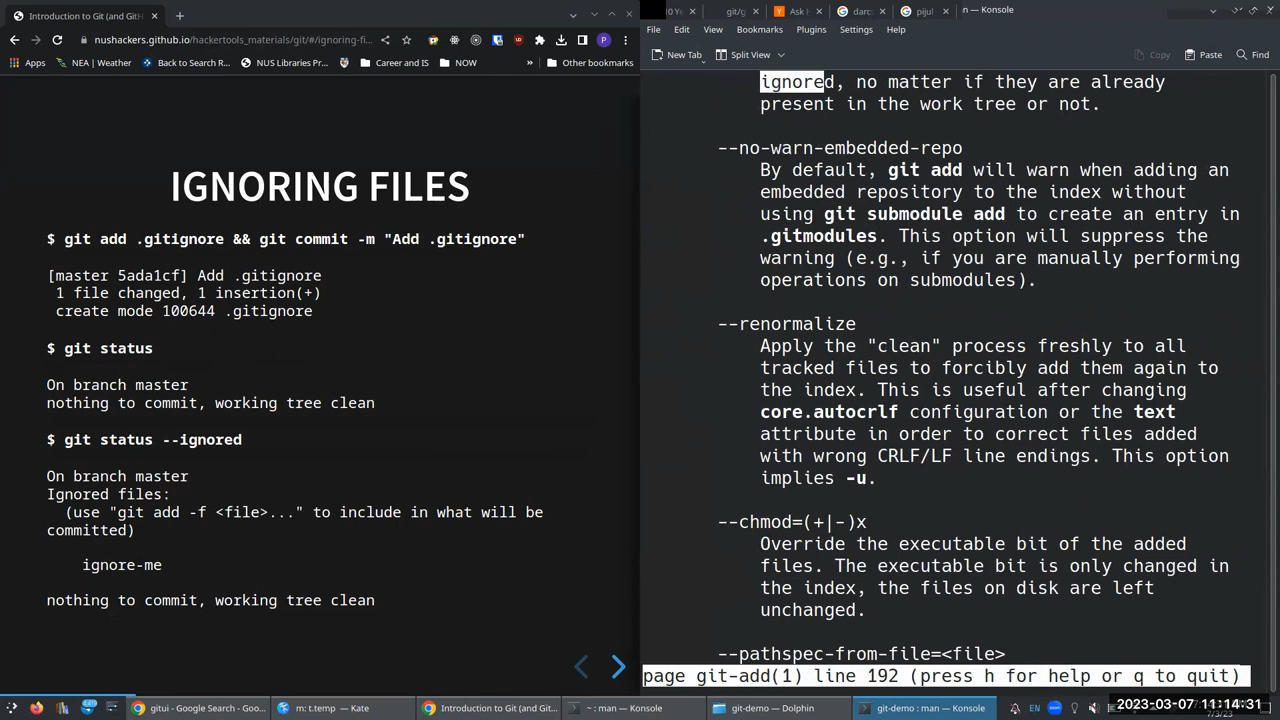 Introduction to Git (and GitH
nushackers.github.io/hackertools_materials/git/#/ignoring-fi...
Apps
NEA | Weather
Back to Search R...
NUS Libraries Pr...
Career and IS
NOW
Other bookmarks
IGNORING FILES
$ git add .gitignore && git commit -m "Add .gitignore"
[master 5ada1cf] Add .gitignore
1 file changed, 1 insertion(+)
create mode 100644 .gitignore
$ git status
On branch master
nothing to commit, working tree clean
$ git status --ignored
On branch master
Ignored files:
(use "git add -f <file>..." to include in what will be
committed)
ignore-me
nothing to commit, working tree clean
git/g
Ask H
darcs
pijul
n — Konsole
File
Edit
View
Bookmarks
Plugins
Settings
Help
New Tab
Split View
Copy
Paste
Find
ignored, no matter if they are already
present in the work tree or not.
--no-warn-embedded-repo
By default, git add will warn when adding an
embedded repository to the index without
using git submodule add to create an entry in
.gitmodules. This option will suppress the
warning (e.g., if you are manually performing
operations on submodules).
--renormalize
Apply the "clean" process freshly to all
tracked files to forcibly add them again to
the index. This is useful after changing
core.autocrlf configuration or the text
attribute in order to correct files added
with wrong CRLF/LF line endings. This option
implies -u.
--chmod=(+|-)x
Override the executable bit of the added
files. The executable bit is only changed in
the index, the files on disk are left
unchanged.
--pathspec-from-file=<file>
page git-add(1) line 192 (press h for help or q to quit)
gitui - Google Search - Goo...
m: t.temp — Kate
Introduction to Git (and GitH...
~ : man — Konsole
git-demo — Dolphin
git-demo : man — Konsole
EN
2023-03-07 11:14:31
7/3/23